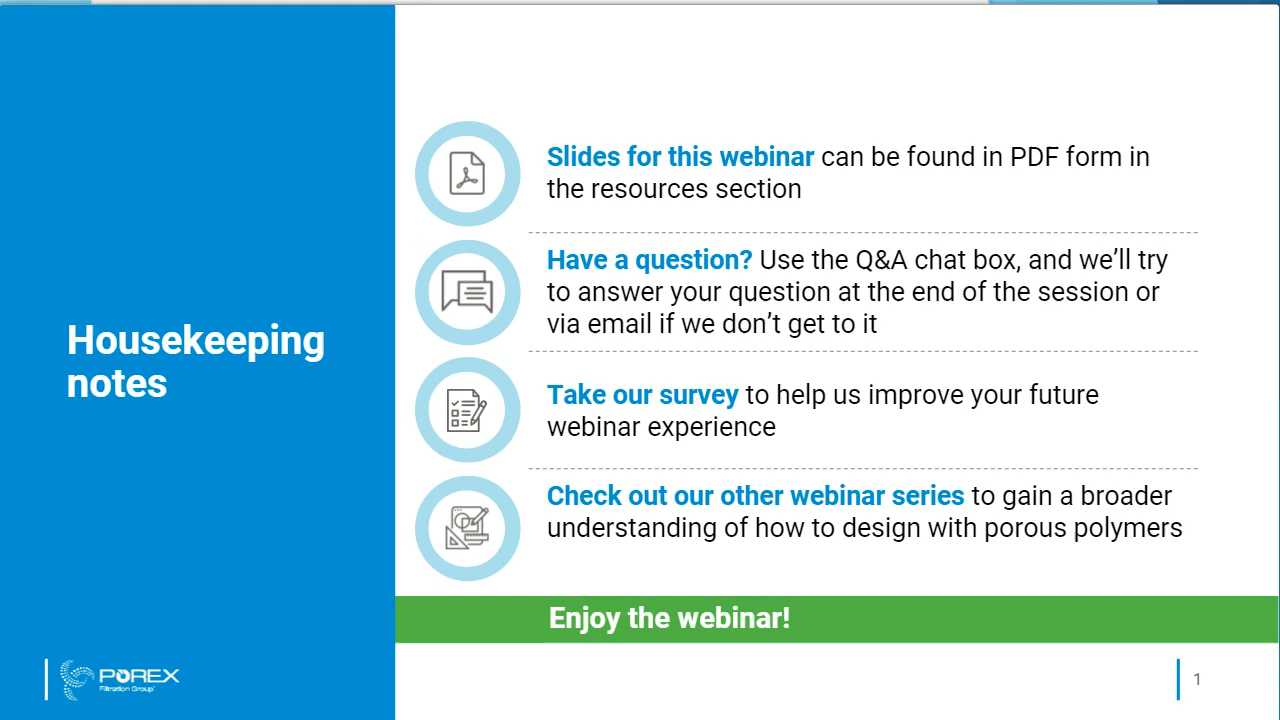 Housekeeping
notes
Slides for this webinar can be found in PDF form in
the resources section
Have a question? Use the Q&A chat box, and we’ll try
to answer your question at the end of the session or
via email if we don’t get to it
Take our survey to help us improve your future
webinar experience
Check out our other webinar series to gain a broader
understanding of how to design with porous polymers
Enjoy the webinar!
POREX
Filtration Group
1